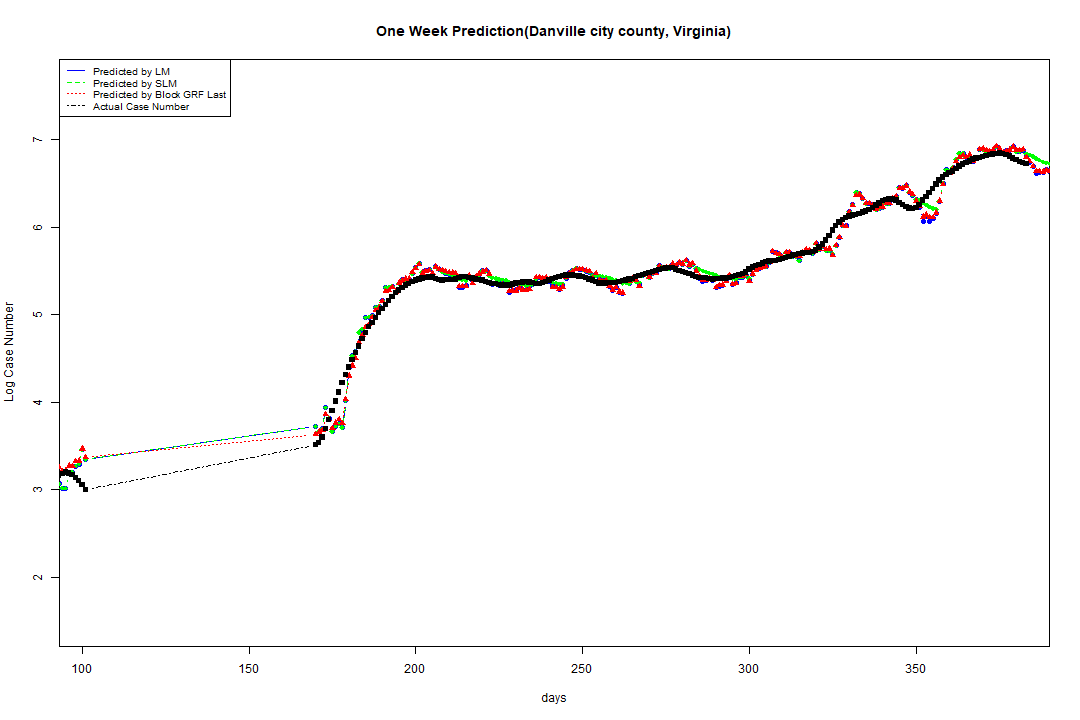 One Week Prediction(Danville city county, Virginia)
Predicted by LM
Predicted by SLM
Predicted by Block GRF Last
Actual Case Number
7
6
5
4
3
2
Log Case Number
100 150 200 250 300 350
days